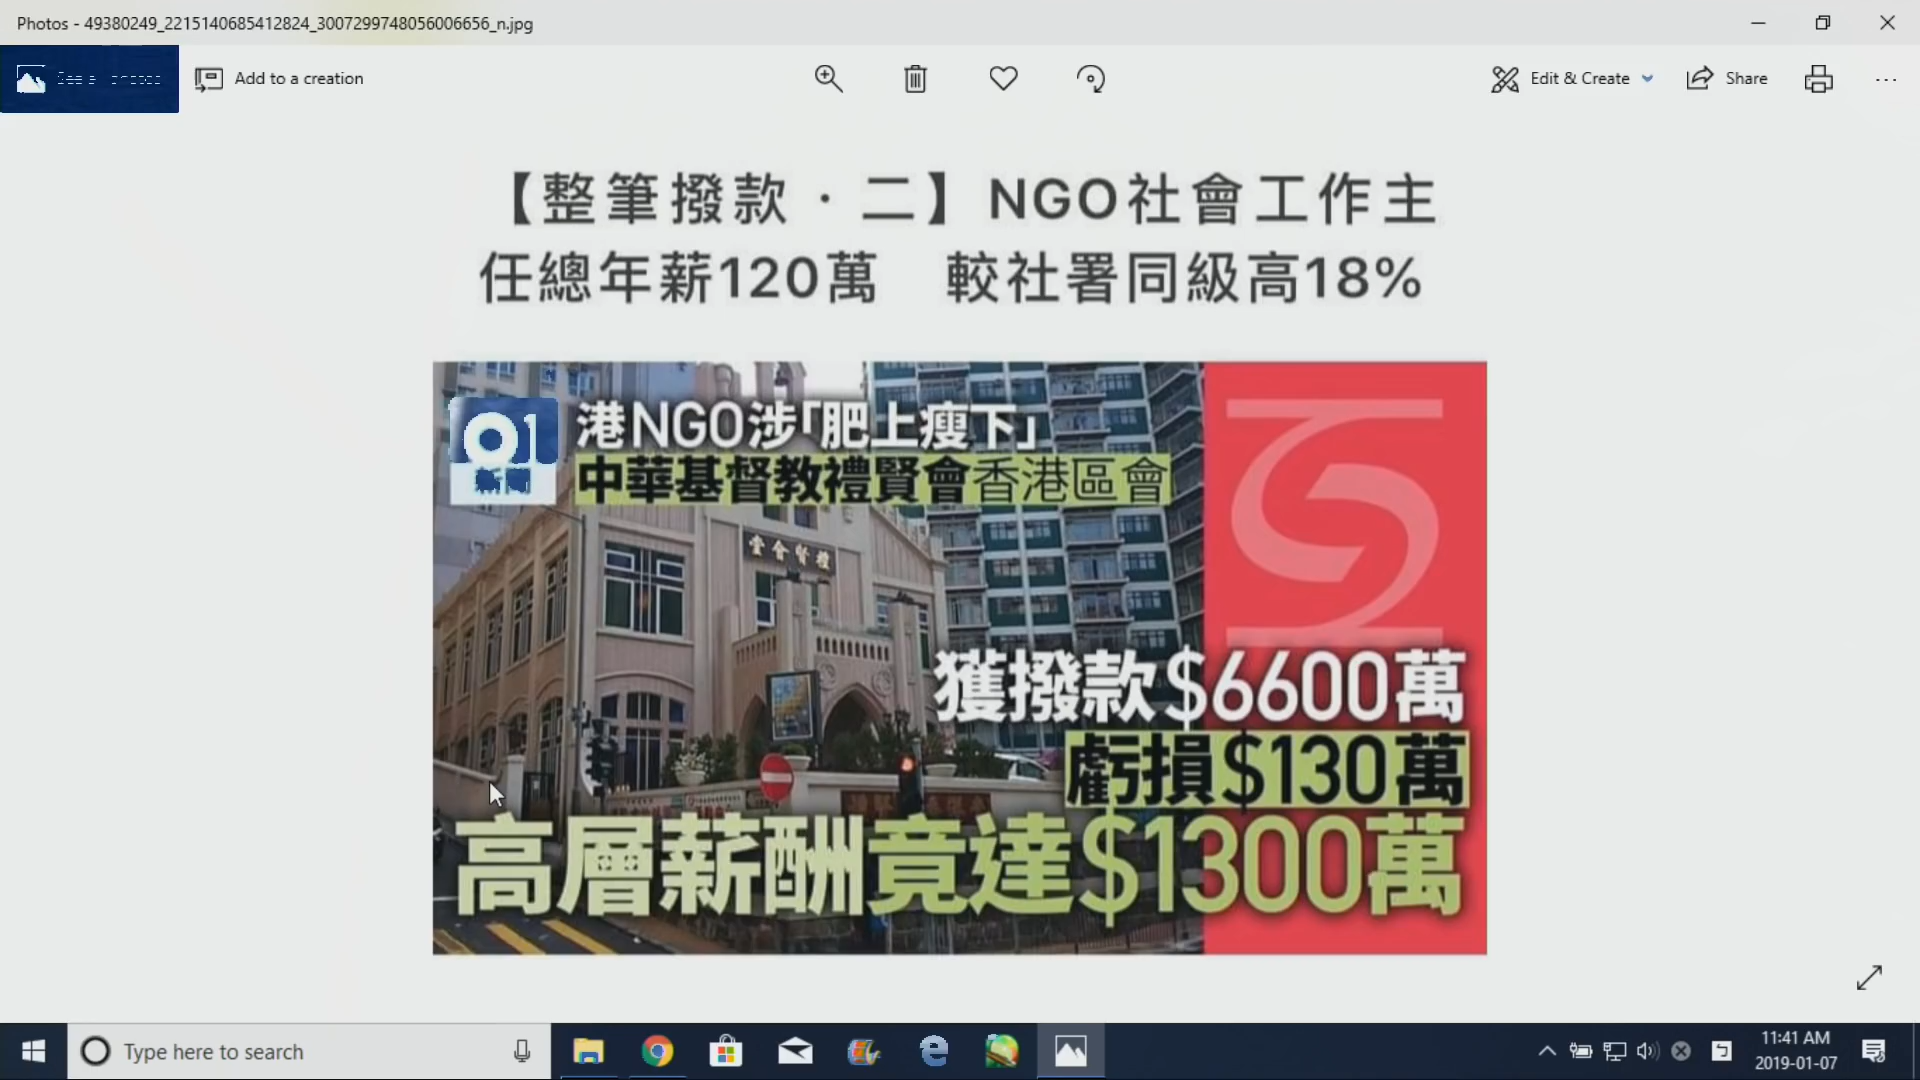 Photos - 49380249_2215140685412824_3007299748056006656_n.jpg
Add to a creation
Edit & Create
Share
【整筆撥款．二】NGO社會工作主
任總年薪120萬　較社署同級高18%
01
新聞
港NGO涉「肥上瘦下」
中華基督教禮賢會香港區會
堂會賢禮
獲撥款$6600萬
虧損$130萬
高層薪酬竟達$1300萬
Type here to search
11:41 AM
2019-01-07